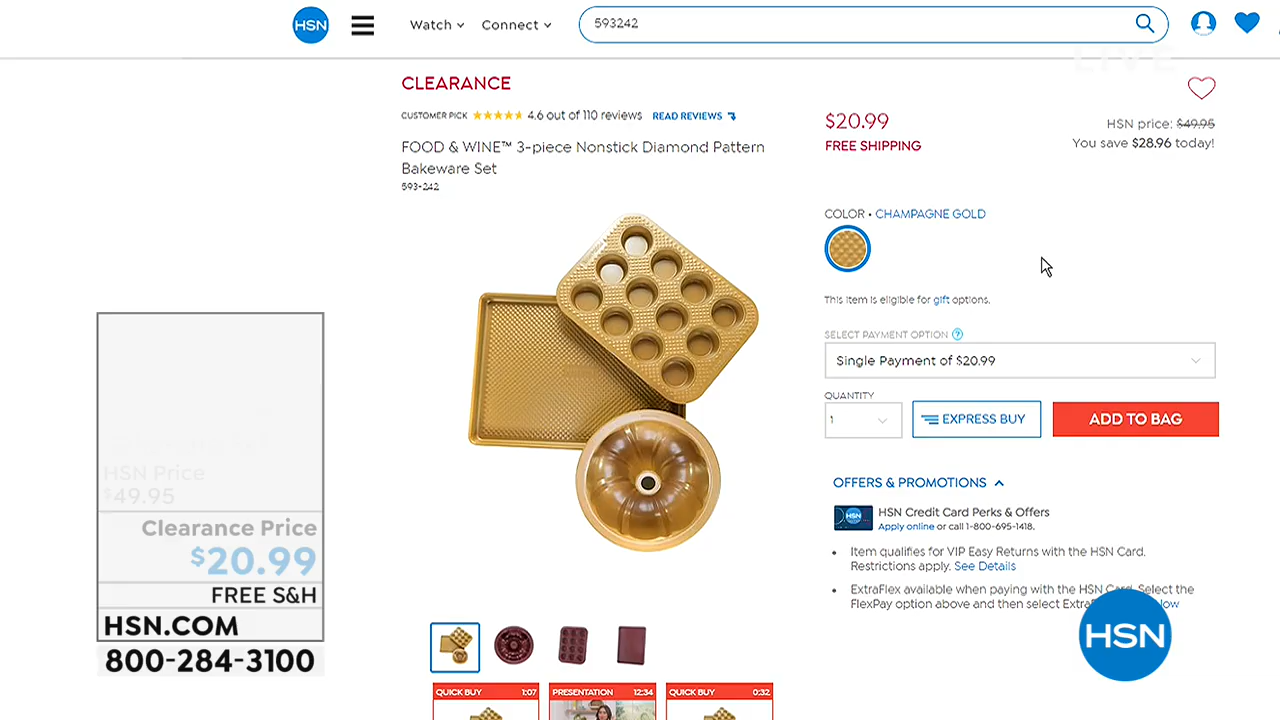 HSN
Watch
Connect
593242
LIVE
CLEARANCE
CUSTOMER PICK 4.6 out of 110 reviews READ REVIEWS
FOOD & WINE™ 3-piece Nonstick Diamond Pattern
Bakeware Set
593-242
$20.99
FREE SHIPPING
HSN price: $49.95
You save $28.96 today!
COLOR • CHAMPAGNE GOLD
This item is eligible for gift options.
SELECT PAYMENT OPTION ?
Single Payment of $20.99
QUANTITY
1
EXPRESS BUY
ADD TO BAG
OFFERS & PROMOTIONS
HSN
HSN Credit Card Perks & Offers
Apply online or call 1-800-695-1418.
• Item qualifies for VIP Easy Returns with the HSN Card.
Restrictions apply. See Details
• ExtraFlex available when paying with the HSN Card. Select the
FlexPay option above and then select
HSN
HSN Price
$49.95
Clearance Price
$20.99
FREE S&H
HSN.COM
800-284-3100
QUICK BUY 1:07
PRESENTATION 12:34
QUICK BUY 0:32